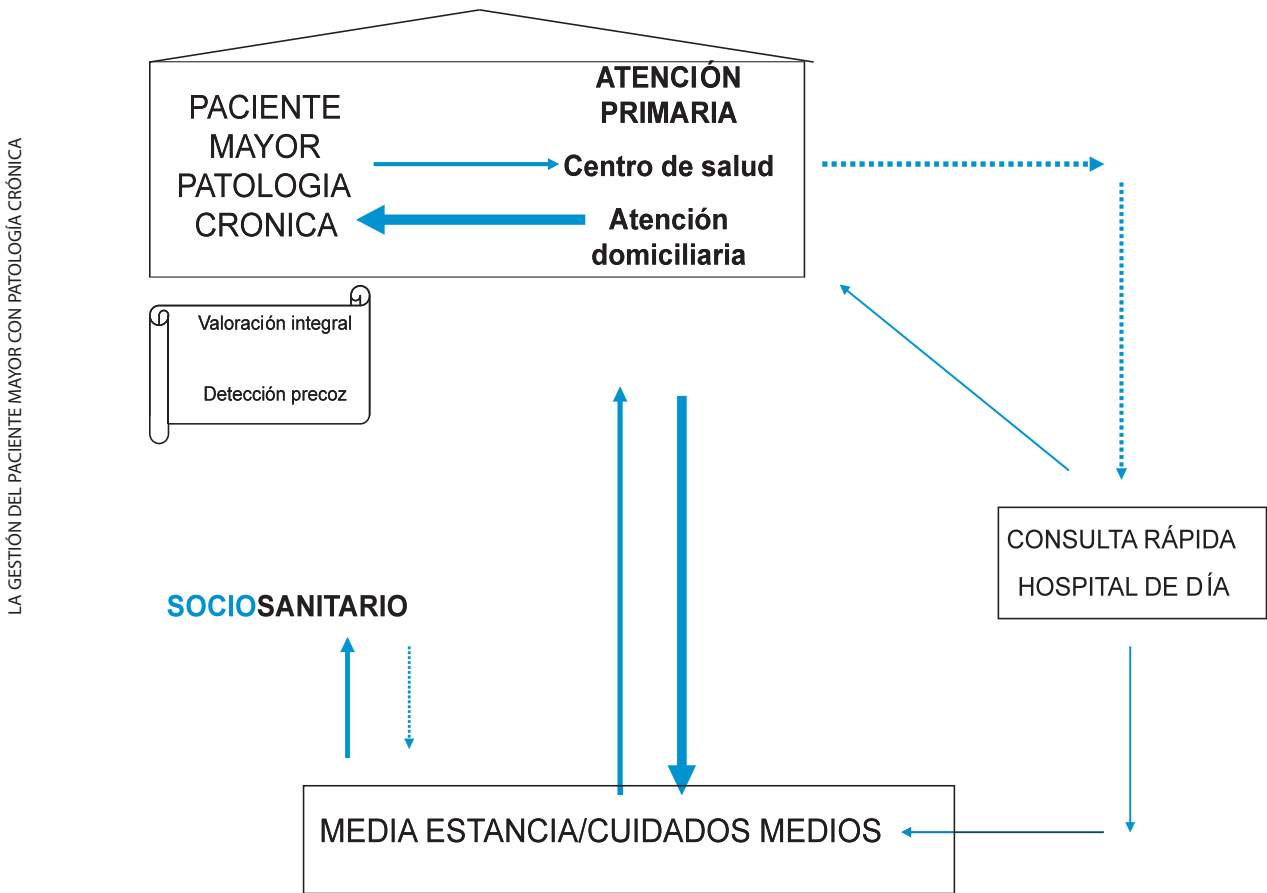 LA GESTIÓN DEL PACIENTE MAYOR CON PATOLOGÍA CRÓNICA
PACIENTE
MAYOR
PATOLOGIA
CRONICA
ATENCIÓN
PRIMARIA
Centro de salud
Atención
domiciliaria
Valoración integral
Detección precoz
CONSULTA RÁPIDA
HOSPITAL DE DÍA
SOCIOSANITARIO
MEDIA ESTANCIA/CUIDADOS MEDIOS